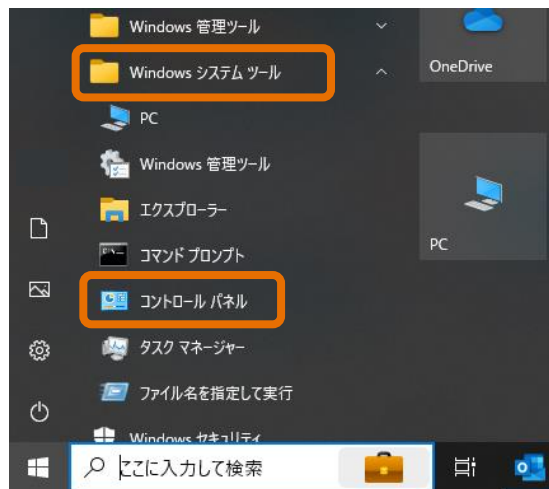 Windows 管理ツール
Windows システム ツール
PC
Windows 管理ツール
エクスプローラー
コマンド プロンプト
コントロール パネル
タスク マネージャー
ファイル名を指定して実行
Windows セキュリティ
OneDrive
PC
ここに入力して検索